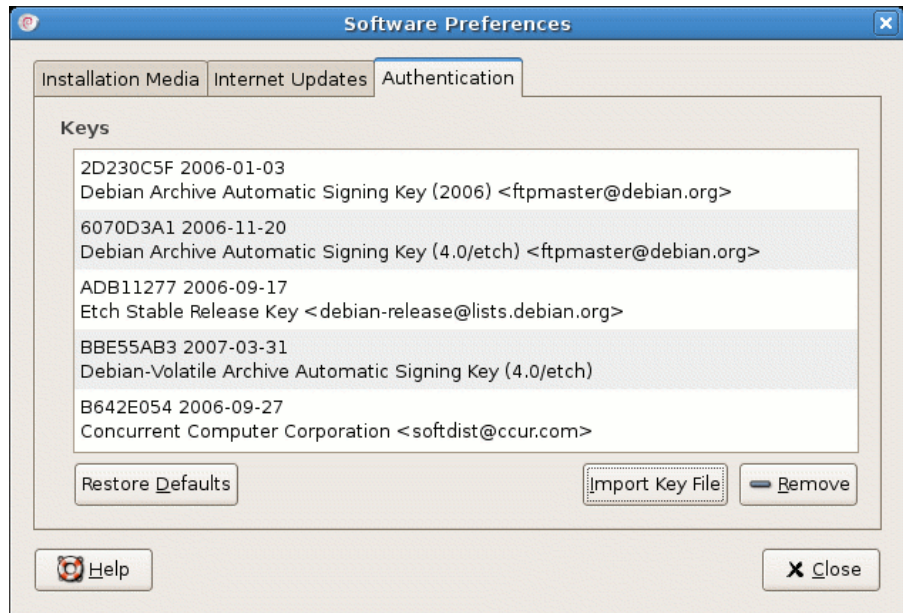 Software Preferences
Installation Media Internet Updates Authentication
Keys
2D230C5F 2006-01-03
Debian Archive Automatic Signing Key (2006) <ftpmaster@debian.org>
6070D3A1 2006-11-20
Debian Archive Automatic Signing Key (4.0/etch) <ftpmaster@debian.org>
ADB11277 2006-09-17
Etch Stable Release Key <debian-release@lists.debian.org>
BBE55AB3 2007-03-31
Debian-Volatile Archive Automatic Signing Key (4.0/etch)
B642E054 2006-09-27
Concurrent Computer Corporation <softdist@ccur.com>
Restore Defaults Import Key File Remove
Help Close